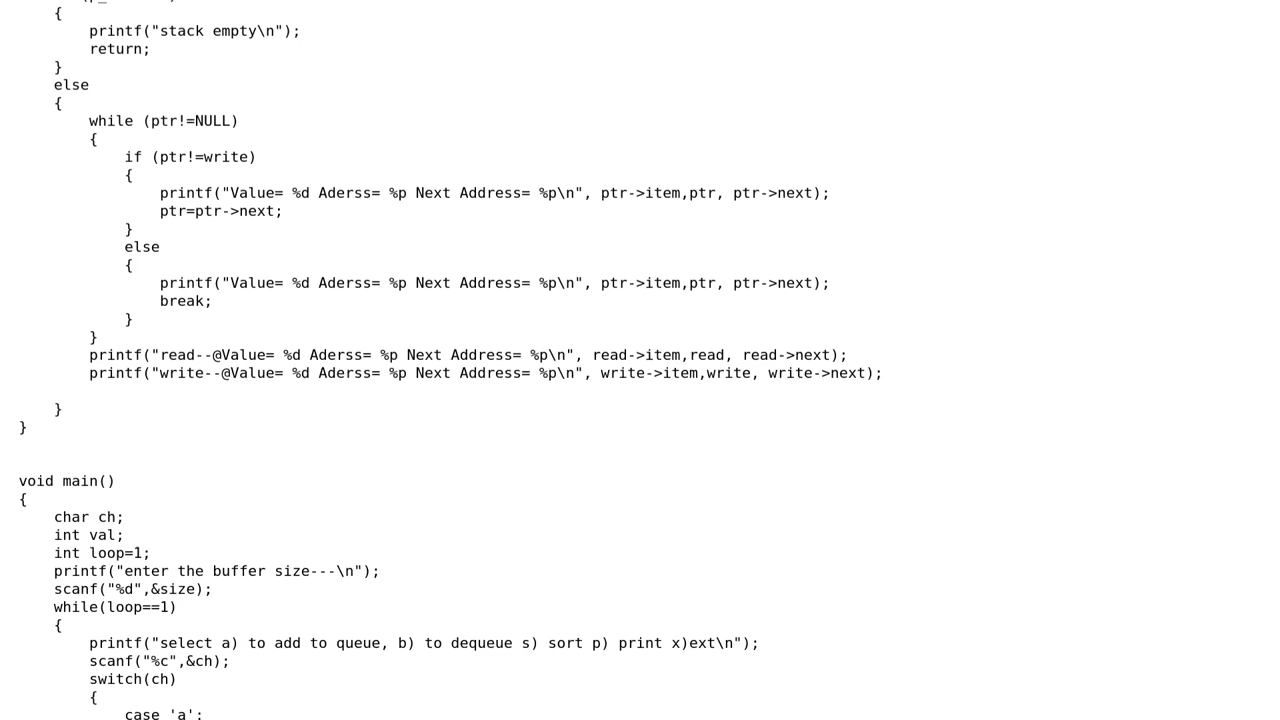 {
printf("stack empty\n");
return;
}
else
{
while (ptr!=NULL)
{
if (ptr!=write)
{
printf("Value= %d Aderss= %p Next Address= %p\n", ptr->item,ptr, ptr->next);
ptr=ptr->next;
}
else
{
printf("Value= %d Aderss= %p Next Address= %p\n", ptr->item,ptr, ptr->next);
break;
}
}
printf("read--@Value= %d Aderss= %p Next Address= %p\n", read->item,read, read->next);
printf("write--@Value= %d Aderss= %p Next Address= %p\n", write->item,write, write->next);
}
}
void main()
{
char ch;
int val;
int loop=1;
printf("enter the buffer size---\n");
scanf("%d",&size);
while(loop==1)
{
printf("select a) to add to queue, b) to dequeue s) sort p) print x)ext\n");
scanf("%c",&ch);
switch(ch)
{
case 'a':